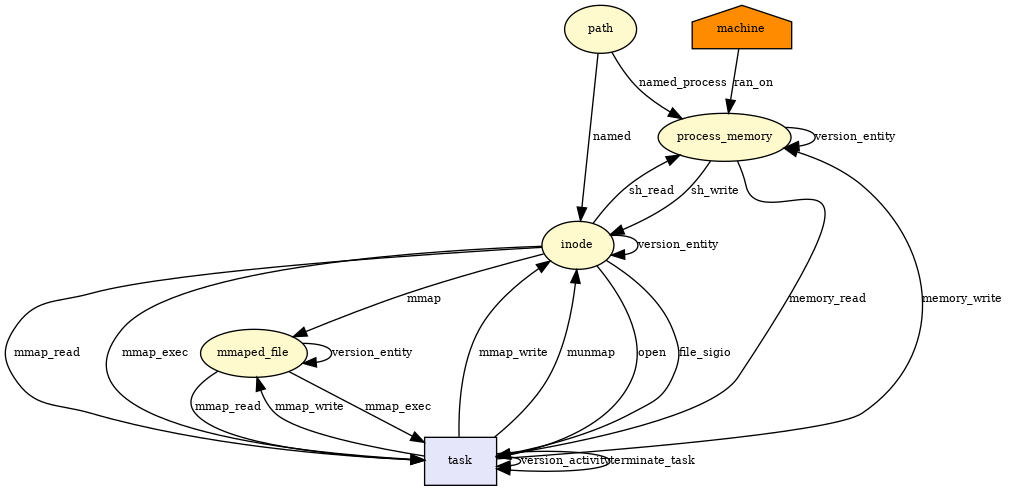 path
machine
named_process
ran_on
named
process_memory
version_entity
sh_read
sh_write
inode
version_entity
mmap
memory_read
memory_write
mmap_read
mmap_exec
mmaped_file
version_entity
mmap_write
munmap
open
file_sigio
mmap_read
mmap_write
mmap_exec
task
version_activity
terminate_task